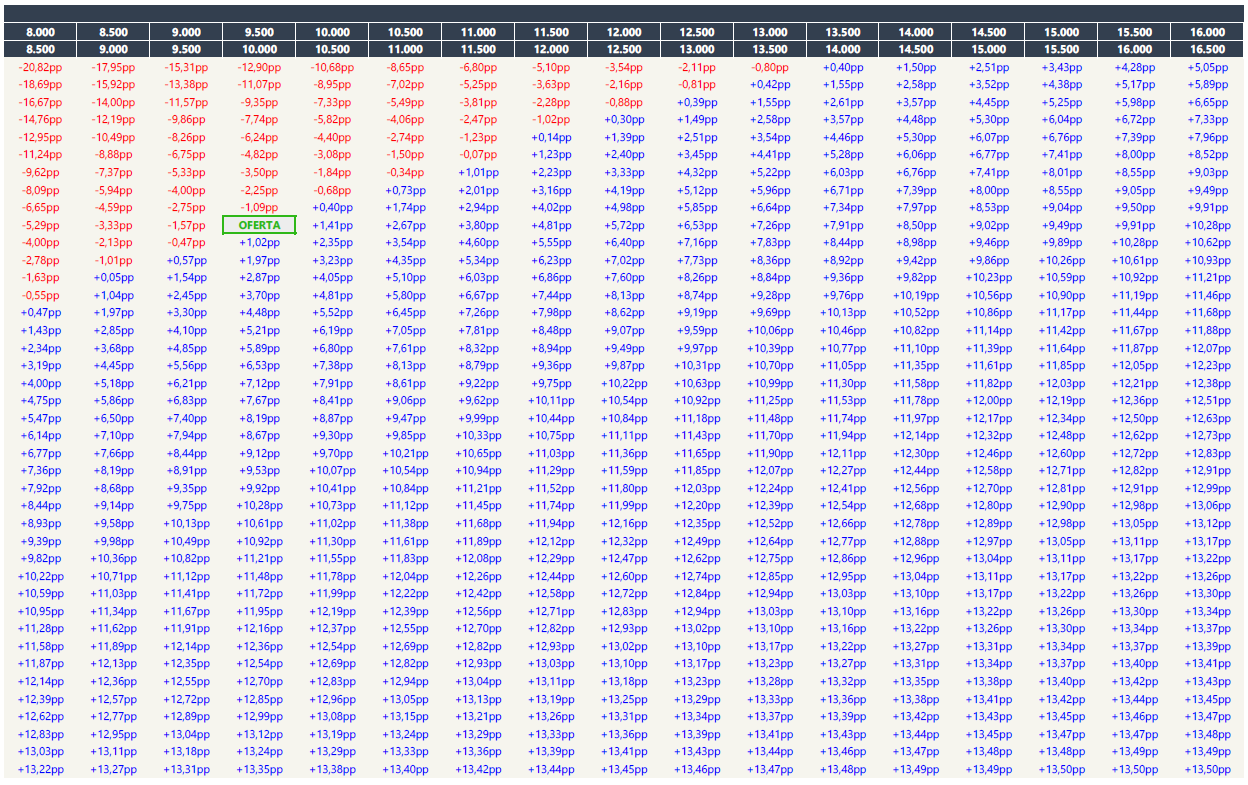 8.000 8.500 9.000 9.500 10.000 10.500 11.000 11.500 12.000 12.500 13.000 13.500 14.000 14.500 15.000 15.500 16.000
8.500 9.000 9.500 10.000 10.500 11.000 11.500 12.000 12.500 13.000 13.500 14.000 14.500 15.000 15.500 16.000 16.500
-20,82pp -17,95pp -15,31pp -12,90pp -10,68pp -8,65pp -6,80pp -5,10pp -3,54pp -2,11pp -0,80pp +0,40pp +1,50pp +2,51pp +3,43pp +4,28pp +5,05pp
-18,69pp -15,92pp -13,38pp -11,07pp -8,95pp -7,02pp -5,25pp -3,63pp -2,16pp -0,81pp +0,42pp +1,55pp +2,58pp +3,52pp +4,38pp +5,17pp +5,89pp
-16,67pp -14,00pp -11,57pp -9,35pp -7,33pp -5,49pp -3,81pp -2,28pp -0,88pp +0,39pp +1,55pp +2,61pp +3,57pp +4,45pp +5,25pp +5,98pp +6,65pp
-14,76pp -12,19pp -9,86pp -7,74pp -5,82pp -4,06pp -2,47pp -1,02pp +0,30pp +1,49pp +2,58pp +3,57pp +4,48pp +5,30pp +6,04pp +6,72pp +7,33pp
-12,95pp -10,49pp -8,26pp -6,24pp -4,40pp -2,74pp -1,23pp +0,14pp +1,39pp +2,51pp +3,54pp +4,46pp +5,30pp +6,07pp +6,76pp +7,39pp +7,96pp
-11,24pp -8,88pp -6,75pp -4,82pp -3,08pp -1,50pp -0,07pp +1,23pp +2,40pp +3,45pp +4,41pp +5,28pp +6,06pp +6,77pp +7,41pp +8,00pp +8,52pp
-9,62pp -7,37pp -5,33pp -3,50pp -1,84pp -0,34pp +1,01pp +2,23pp +3,33pp +4,32pp +5,22pp +6,03pp +6,76pp +7,41pp +8,01pp +8,55pp +9,03pp
-8,09pp -5,94pp -4,00pp -2,25pp -0,68pp +0,73pp +2,01pp +3,16pp +4,19pp +5,12pp +5,96pp +6,71pp +7,39pp +8,00pp +8,55pp +9,05pp +9,49pp
-6,65pp -4,59pp -2,75pp -1,09pp +0,40pp +1,74pp +2,94pp +4,02pp +4,98pp +5,85pp +6,64pp +7,34pp +7,97pp +8,53pp +9,04pp +9,50pp +9,91pp
-5,29pp -3,33pp -1,57pp OFERTA +1,41pp +2,67pp +3,80pp +4,81pp +5,72pp +6,53pp +7,26pp +7,91pp +8,50pp +9,02pp +9,49pp +9,91pp +10,28pp
-4,00pp -2,13pp -0,47pp +1,02pp +2,35pp +3,54pp +4,60pp +5,55pp +6,40pp +7,16pp +7,83pp +8,44pp +8,98pp +9,46pp +9,89pp +10,28pp +10,62pp
-2,78pp -1,01pp +0,57pp +1,97pp +3,23pp +4,35pp +5,34pp +6,23pp +7,02pp +7,73pp +8,36pp +8,92pp +9,42pp +9,86pp +10,26pp +10,61pp +10,93pp
-1,63pp +0,05pp +1,54pp +2,87pp +4,05pp +5,10pp +6,03pp +6,86pp +7,60pp +8,26pp +8,84pp +9,36pp +9,82pp +10,23pp +10,59pp +10,92pp +11,21pp
-0,55pp +1,04pp +2,45pp +3,70pp +4,81pp +5,80pp +6,67pp +7,44pp +8,13pp +8,74pp +9,28pp +9,76pp +10,19pp +10,56pp +10,90pp +11,19pp +11,46pp
+0,47pp +1,97pp +3,30pp +4,48pp +5,52pp +6,45pp +7,26pp +7,98pp +8,62pp +9,19pp +9,69pp +10,13pp +10,52pp +10,86pp +11,17pp +11,44pp +11,68pp
+1,43pp +2,85pp +4,10pp +5,21pp +6,19pp +7,05pp +7,81pp +8,48pp +9,07pp +9,59pp +10,06pp +10,46pp +10,82pp +11,14pp +11,42pp +11,67pp +11,88pp
+2,34pp +3,68pp +4,85pp +5,89pp +6,80pp +7,61pp +8,32pp +8,94pp +9,49pp +9,97pp +10,39pp +10,77pp +11,10pp +11,39pp +11,64pp +11,87pp +12,07pp
+3,19pp +4,45pp +5,56pp +6,53pp +7,38pp +8,13pp +8,79pp +9,36pp +9,87pp +10,31pp +10,70pp +11,05pp +11,35pp +11,61pp +11,85pp +12,05pp +12,23pp
+4,00pp +5,18pp +6,21pp +7,12pp +7,91pp +8,61pp +9,22pp +9,75pp +10,22pp +10,63pp +10,99pp +11,30pp +11,58pp +11,82pp +12,03pp +12,21pp +12,38pp
+4,75pp +5,86pp +6,83pp +7,67pp +8,41pp +9,06pp +9,62pp +10,11pp +10,54pp +10,92pp +11,25pp +11,53pp +11,78pp +12,00pp +12,19pp +12,36pp +12,51pp
+5,47pp +6,50pp +7,40pp +8,19pp +8,87pp +9,47pp +9,99pp +10,44pp +10,84pp +11,18pp +11,48pp +11,74pp +11,97pp +12,17pp +12,34pp +12,50pp +12,63pp
+6,14pp +7,10pp +7,94pp +8,67pp +9,30pp +9,85pp +10,33pp +10,75pp +11,11pp +11,43pp +11,70pp +11,94pp +12,14pp +12,32pp +12,48pp +12,62pp +12,73pp
+6,77pp +7,66pp +8,44pp +9,12pp +9,70pp +10,21pp +10,65pp +11,03pp +11,36pp +11,65pp +11,90pp +12,11pp +12,30pp +12,46pp +12,60pp +12,72pp +12,83pp
+7,36pp +8,19pp +8,91pp +9,53pp +10,07pp +10,54pp +10,94pp +11,29pp +11,59pp +11,85pp +12,07pp +12,27pp +12,44pp +12,58pp +12,71pp +12,82pp +12,91pp
+7,92pp +8,68pp +9,35pp +9,92pp +10,41pp +10,84pp +11,21pp +11,52pp +11,80pp +12,03pp +12,24pp +12,41pp +12,56pp +12,70pp +12,81pp +12,91pp +12,99pp
+8,44pp +9,14pp +9,75pp +10,28pp +10,73pp +11,12pp +11,45pp +11,74pp +11,99pp +12,20pp +12,39pp +12,54pp +12,68pp +12,80pp +12,90pp +12,98pp +13,06pp
+8,93pp +9,58pp +10,13pp +10,61pp +11,02pp +11,38pp +11,68pp +11,94pp +12,16pp +12,35pp +12,52pp +12,66pp +12,78pp +12,89pp +12,98pp +13,05pp +13,12pp
+9,39pp +9,98pp +10,49pp +10,92pp +11,30pp +11,61pp +11,89pp +12,12pp +12,32pp +12,49pp +12,64pp +12,77pp +12,88pp +12,97pp +13,05pp +13,11pp +13,17pp
+9,82pp +10,36pp +10,82pp +11,21pp +11,55pp +11,83pp +12,08pp +12,29pp +12,47pp +12,62pp +12,75pp +12,86pp +12,96pp +13,04pp +13,11pp +13,17pp +13,22pp
+10,22pp +10,71pp +11,12pp +11,48pp +11,78pp +12,04pp +12,26pp +12,44pp +12,60pp +12,74pp +12,85pp +12,95pp +13,04pp +13,11pp +13,17pp +13,22pp +13,26pp
+10,59pp +11,03pp +11,41pp +11,72pp +11,99pp +12,22pp +12,42pp +12,58pp +12,72pp +12,84pp +12,94pp +13,03pp +13,10pp +13,17pp +13,22pp +13,26pp +13,30pp
+10,95pp +11,34pp +11,67pp +11,95pp +12,19pp +12,39pp +12,56pp +12,71pp +12,83pp +12,94pp +13,03pp +13,10pp +13,16pp +13,22pp +13,26pp +13,30pp +13,34pp
+11,28pp +11,62pp +11,91pp +12,16pp +12,37pp +12,55pp +12,70pp +12,82pp +12,93pp +13,02pp +13,10pp +13,16pp +13,22pp +13,26pp +13,30pp +13,34pp +13,37pp
+11,58pp +11,89pp +12,14pp +12,36pp +12,54pp +12,69pp +12,82pp +12,93pp +13,02pp +13,10pp +13,17pp +13,22pp +13,27pp +13,31pp +13,34pp +13,37pp +13,39pp
+11,87pp +12,13pp +12,35pp +12,54pp +12,69pp +12,82pp +12,93pp +13,03pp +13,10pp +13,17pp +13,23pp +13,27pp +13,31pp +13,34pp +13,37pp +13,40pp +13,41pp
+12,14pp +12,36pp +12,55pp +12,70pp +12,83pp +12,94pp +13,04pp +13,11pp +13,18pp +13,23pp +13,28pp +13,32pp +13,35pp +13,38pp +13,40pp +13,42pp +13,43pp
+12,39pp +12,57pp +12,72pp +12,85pp +12,96pp +13,05pp +13,13pp +13,19pp +13,25pp +13,29pp +13,33pp +13,36pp +13,38pp +13,41pp +13,42pp +13,44pp +13,45pp
+12,62pp +12,77pp +12,89pp +12,99pp +13,08pp +13,15pp +13,21pp +13,26pp +13,31pp +13,34pp +13,37pp +13,39pp +13,42pp +13,43pp +13,45pp +13,46pp +13,47pp
+12,83pp +12,95pp +13,04pp +13,12pp +13,19pp +13,24pp +13,29pp +13,33pp +13,36pp +13,39pp +13,41pp +13,43pp +13,44pp +13,45pp +13,47pp +13,47pp +13,48pp
+13,03pp +13,11pp +13,18pp +13,24pp +13,29pp +13,33pp +13,36pp +13,39pp +13,41pp +13,43pp +13,44pp +13,46pp +13,47pp +13,48pp +13,48pp +13,49pp +13,49pp
+13,22pp +13,27pp +13,31pp +13,35pp +13,38pp +13,40pp +13,42pp +13,44pp +13,45pp +13,46pp +13,47pp +13,48pp +13,49pp +13,49pp +13,50pp +13,50pp +13,50pp